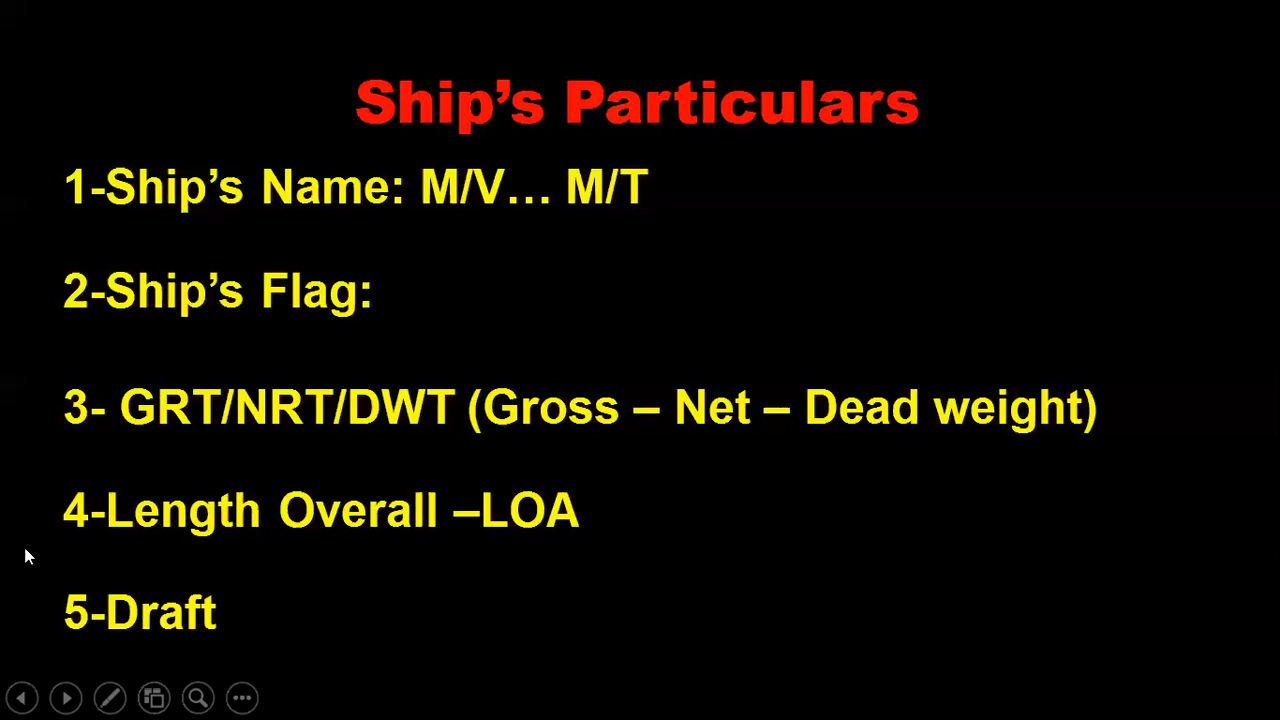 Ship’s Particulars
1-Ship’s Name: M/V… M/T
2-Ship’s Flag:
3- GRT/NRT/DWT (Gross – Net – Dead weight)
4-Length Overall –LOA
5-Draft